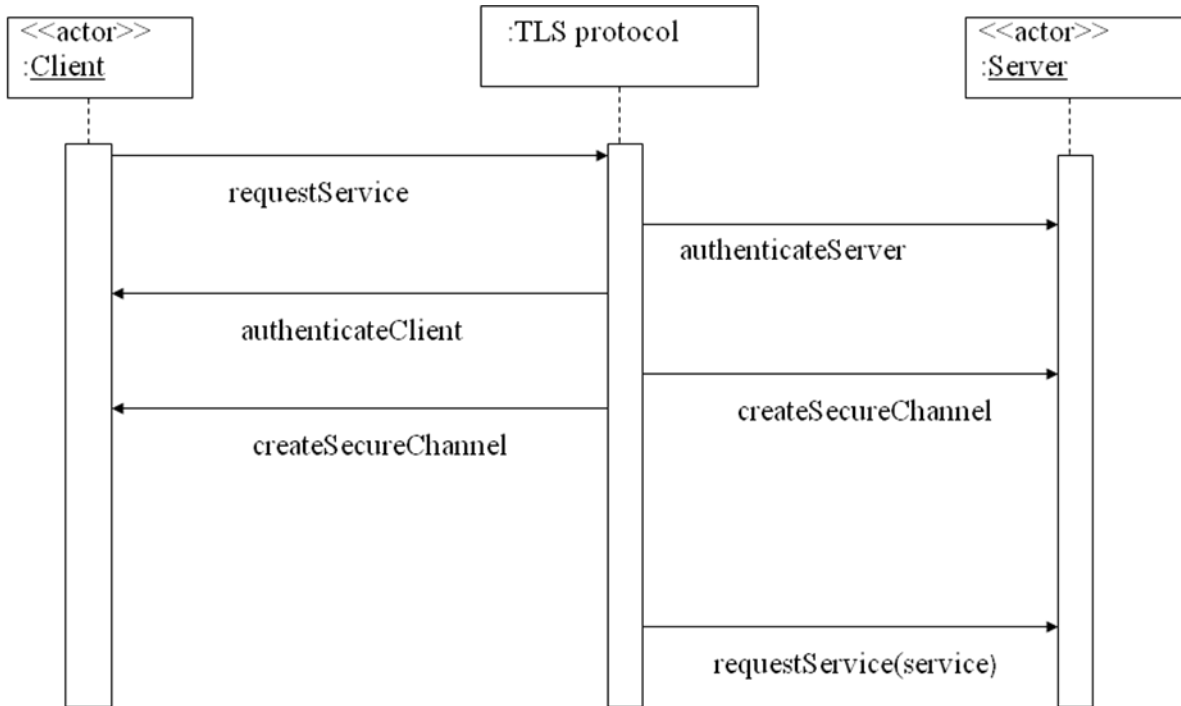 <<actor>>
:Client
:TLS protocol
<<actor>>
:Server
requestService
authenticateServer
authenticateClient
createSecureChannel
createSecureChannel
requestService(service)